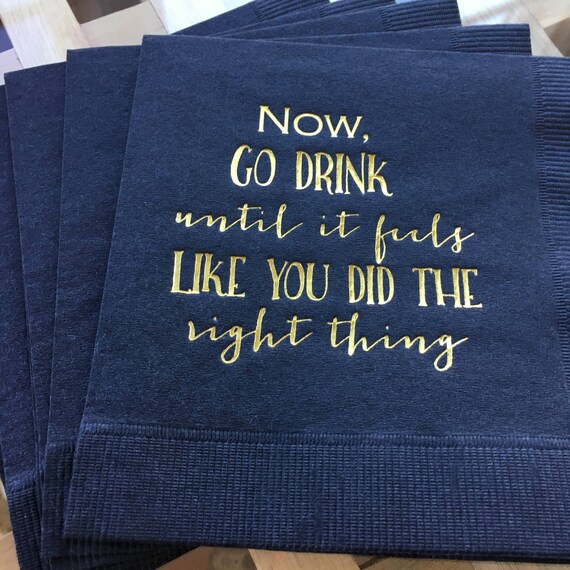 Now,
GO DRINK
until it feels
LIKE YOU DID THE
right thing